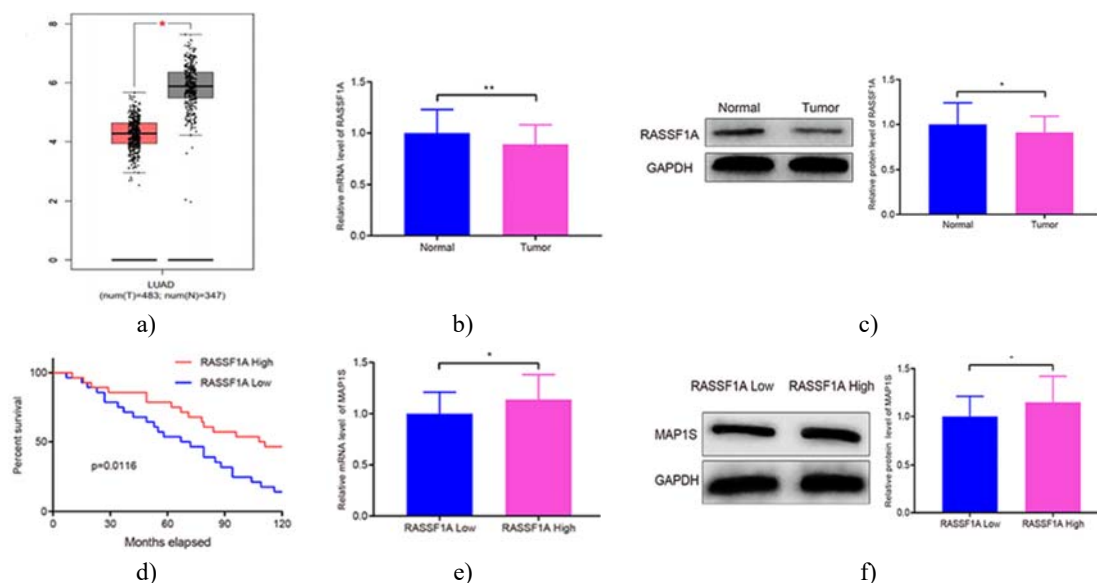 8
6
4
2
0
*
LUAD
(num(T)=483; num(N)=347)
a)
Relative mRNA level of RASSF1A
1.5
1.0
0.5
0.0
**
Normal
Tumor
b)
Normal
Tumor
RASSF1A
GAPDH
Relative protein level of RASSF1A
1.5
1.0
0.5
0.0
*
Normal
Tumor
c)
RASSF1A High
RASSF1A Low
Percent survival
100
50
0
p=0.0116
0
30
60
90
120
Months elapsed
d)
Relative mRNA level of MAP1S
1.5
1.0
0.5
0.0
*
RASSF1A Low
RASSF1A High
e)
RASSF1A Low
RASSF1A High
MAP1S
GAPDH
Relative protein level of MAP1S
1.5
1.0
0.5
0.0
*
RASSF1A Low
RASSF1A High
f)